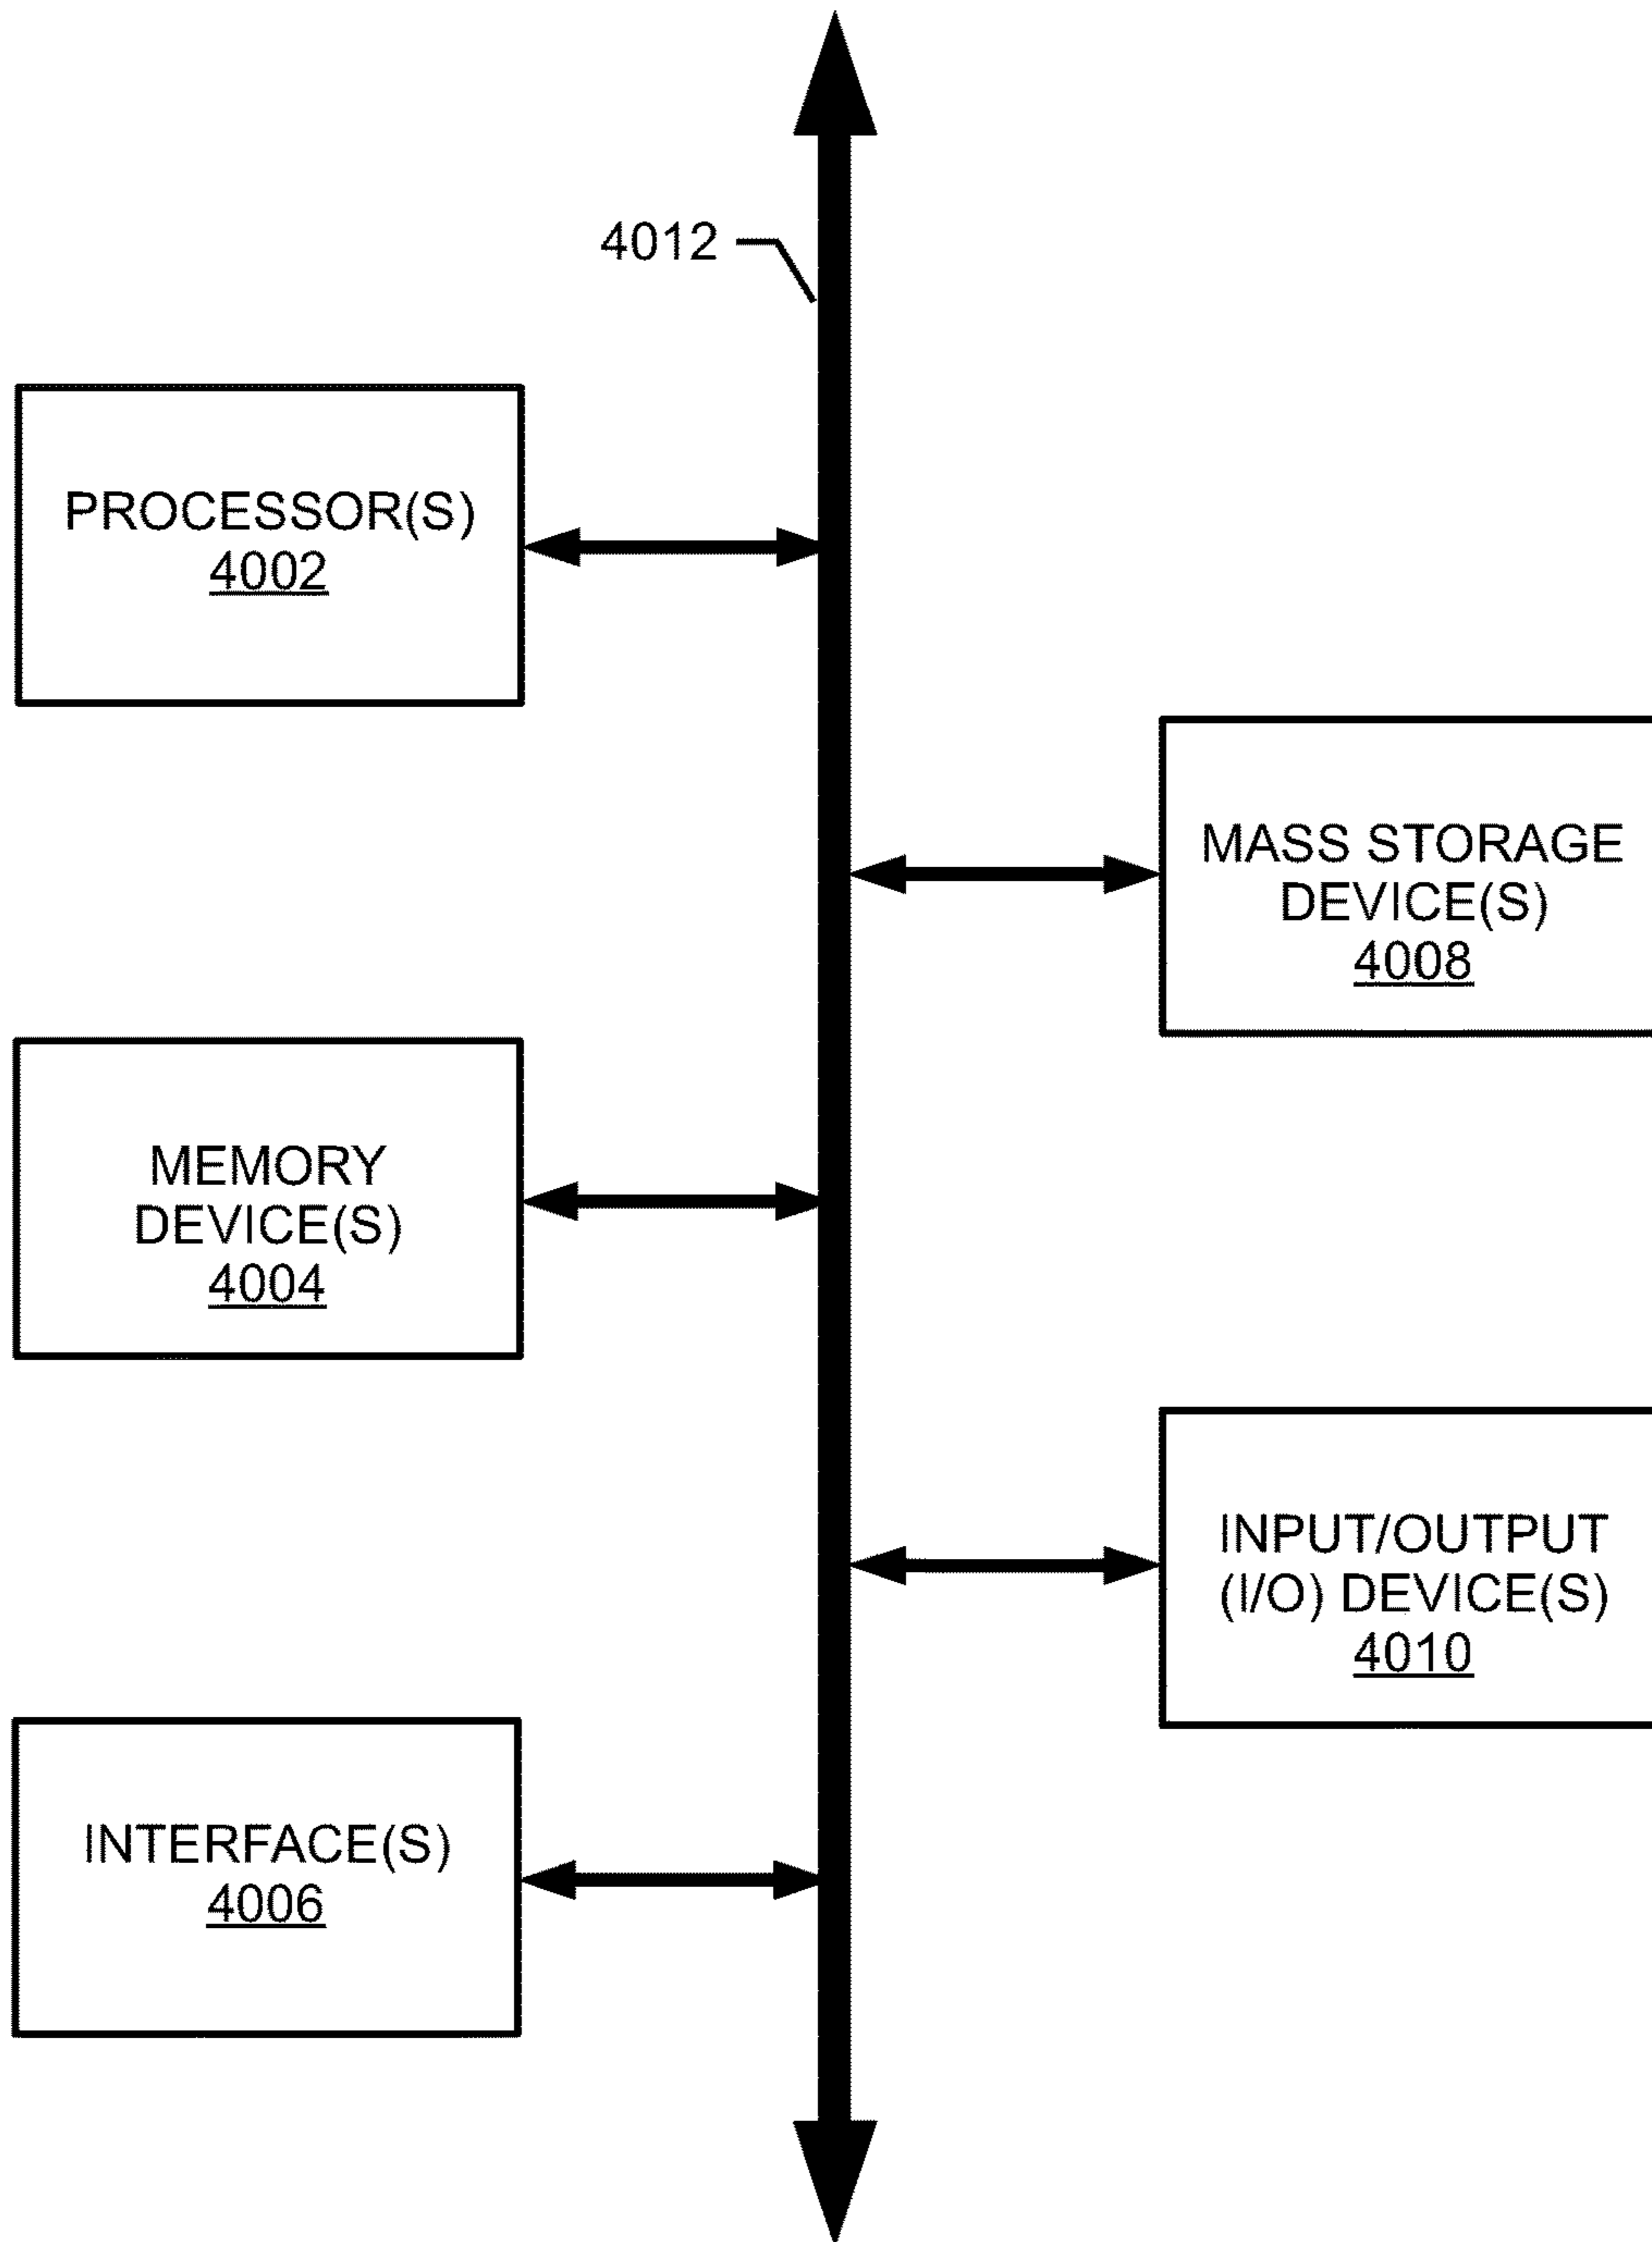 4012
PROCESSOR(S)
4002
MASS STORAGE
DEVICE(S)
4008
MEMORY
DEVICE(S)
4004
INPUT/OUTPUT
(I/O) DEVICE(S)
4010
INTERFACE(S)
4006